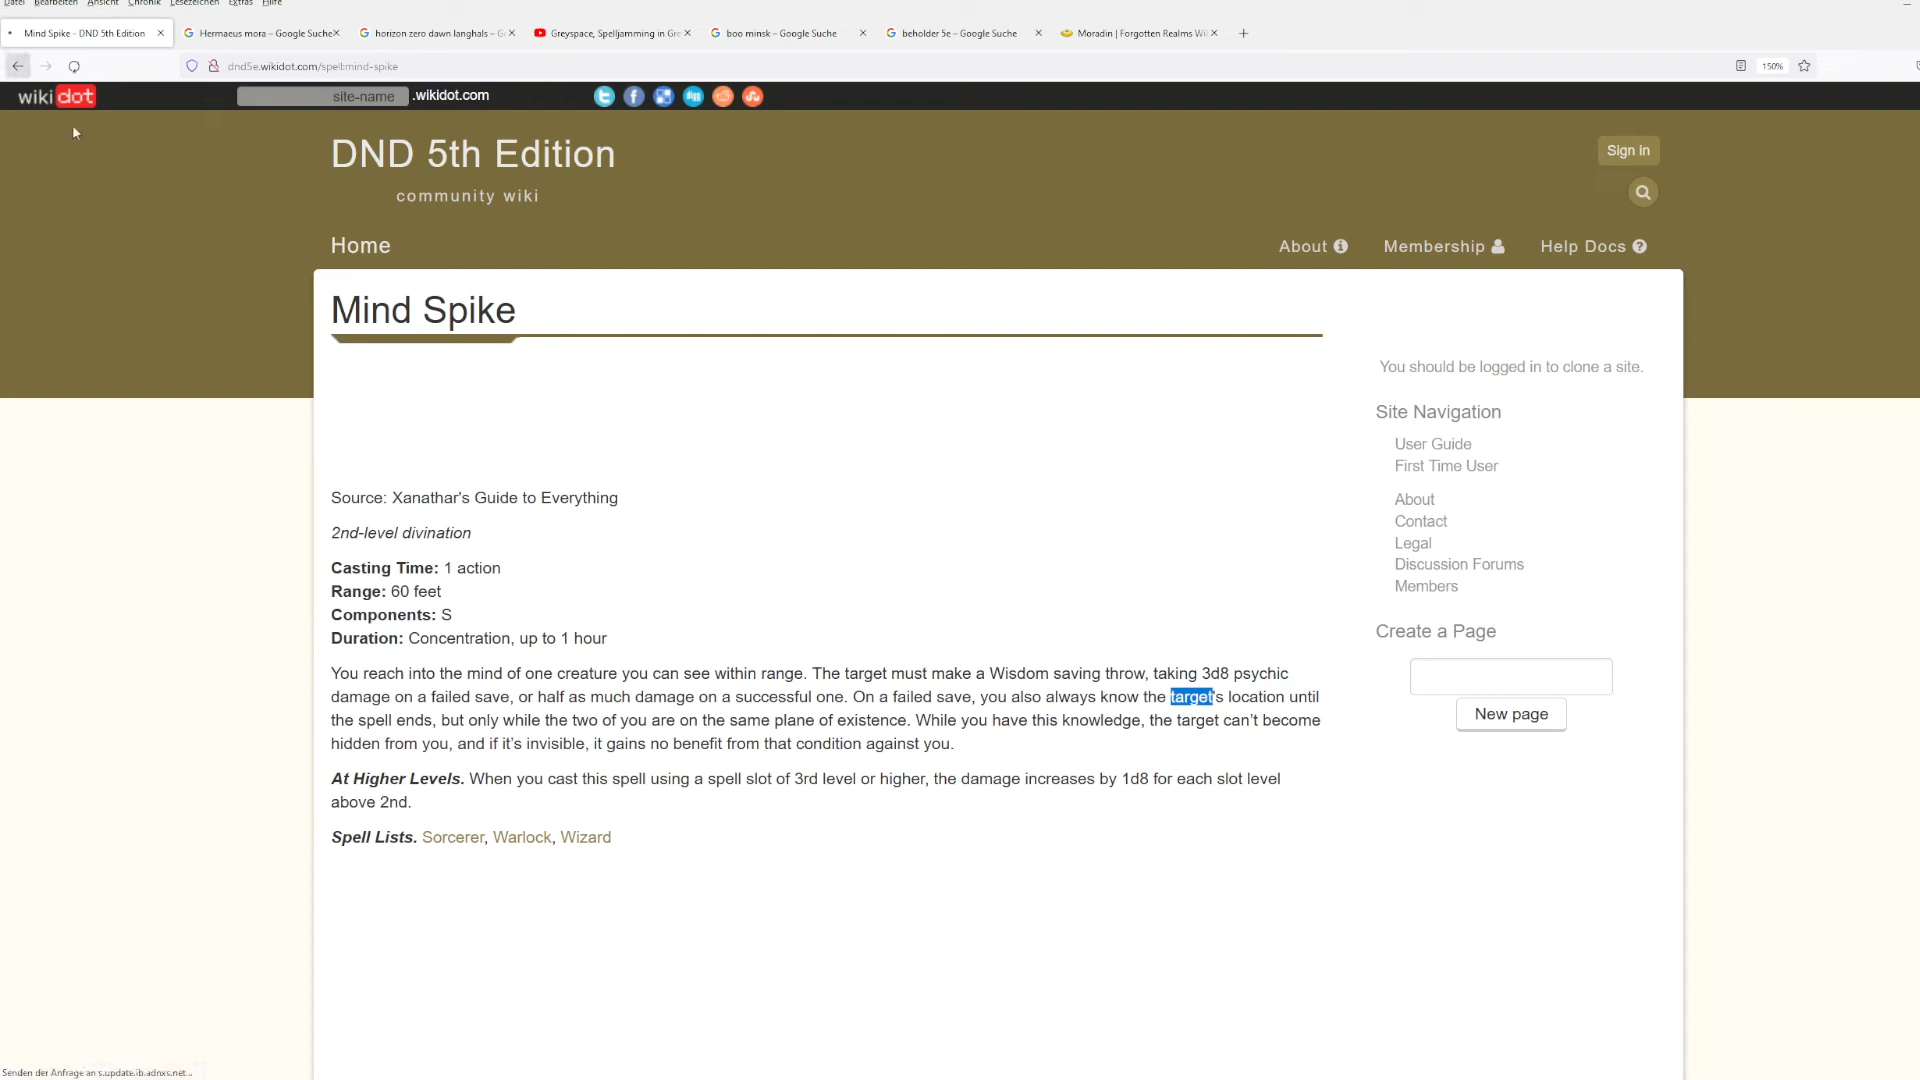 Datei Bearbeiten Ansicht Chronik Lesezeichen Extras Hilfe
Mind Spike - DND 5th Edition
Hermaeus mora – Google Suche
horizon zero dawn langhals – G
Greyspace, Spelljamming in Gre
boo minsk – Google Suche
beholder 5e – Google Suche
Moradin | Forgotten Realms Wi
dnd5e.wikidot.com/spell:mind-spike
150%
wikidot
site-name .wikidot.com
DND 5th Edition
community wiki
Sign in
Home
About
Membership
Help Docs
Mind Spike
You should be logged in to clone a site.
Site Navigation
User Guide
First Time User
About
Contact
Legal
Discussion Forums
Members
Create a Page
New page
Source: Xanathar's Guide to Everything
2nd-level divination
Casting Time: 1 action
Range: 60 feet
Components: S
Duration: Concentration, up to 1 hour
You reach into the mind of one creature you can see within range. The target must make a Wisdom saving throw, taking 3d8 psychic
damage on a failed save, or half as much damage on a successful one. On a failed save, you also always know the target's location until
the spell ends, but only while the two of you are on the same plane of existence. While you have this knowledge, the target can't become
hidden from you, and if it's invisible, it gains no benefit from that condition against you.
At Higher Levels. When you cast this spell using a spell slot of 3rd level or higher, the damage increases by 1d8 for each slot level
above 2nd.
Spell Lists. Sorcerer, Warlock, Wizard
Senden der Anfrage an s.update.ib.adnxs.net...